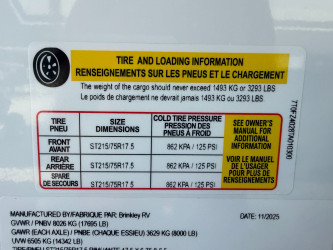 TIRE AND LOADING INFORMATION
RENSEIGNEMENTS SUR LES PNEUS ET LE CHARGEMENT
The weight of the cargo should never exceed 1493 KG or 3293 LBS
Le poids de chargement ne devrait jamais 1493 KG ou 3293 LBS
TIRE
PNEU
SIZE
DIMENSIONS
COLD TIRE PRESSURE
PRESSION DES
PNEUS À FROID
FRONT
AVANT
ST215/75R17.5
862 KPA / 125 PSI
REAR
ARRIÈRE
ST215/75R17.5
862 KPA / 125 PSI
SPARE
DE SECOURS
ST215/75R17.5
862 KPA / 125 PSI
SEE OWNER'S
MANUAL FOR
ADDITIONAL
INFORMATION
VOIR LE MANUEL
DE L'USAGER
POUR PLUS DE
RENSEIGNEMENTS
MANUFACTURED BY/FABRIQUE PAR: Brinkley RV
DATE: 11/2025
GVWR / PNBV 8026 KG (17695 LB)
GAWR (EACH AXLE) / PNBE (CHAQUE ESSIEU) 3629 KG (8000 LB)
UVW 6505 KG (14342 LB)